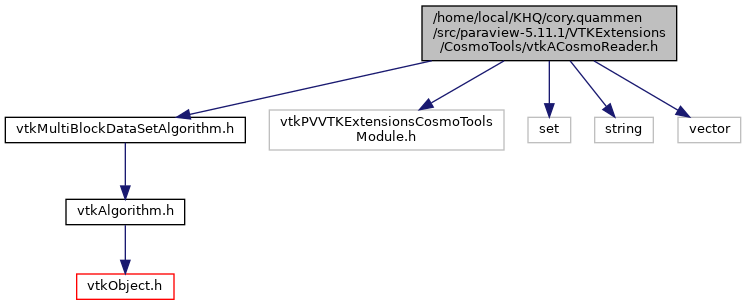 /home/local/KHQ/cory.quammen
/src/paraview-5.11.1/VTKExtensions
/CosmoTools/vtkACosmoReader.h
vtkMultiBlockDataSetAlgorithm.h
vtkPVVTKExtensionsCosmoTools
Module.h
set
string
vector
vtkAlgorithm.h
vtkObject.h